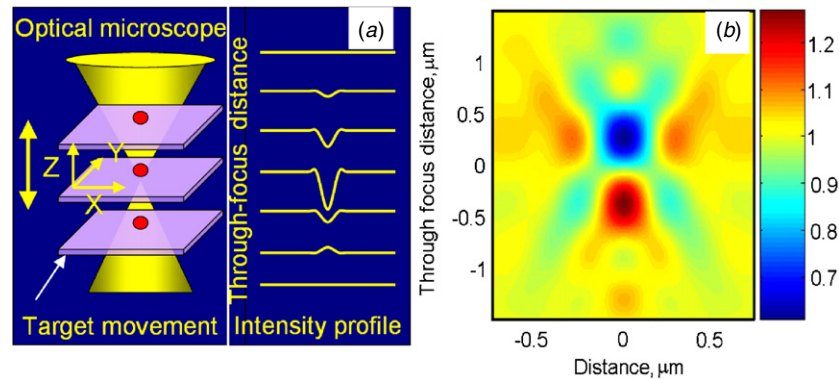 Optical microscope
Z
Y
X
Target movement
(a)
Through-focus distance
Intensity profile
(b)
Through focus distance, μm
1.5
1
0.5
0
-0.5
-1
-0.5
0
0.5
Distance, μm
1.2
1.1
1
0.9
0.8
0.7